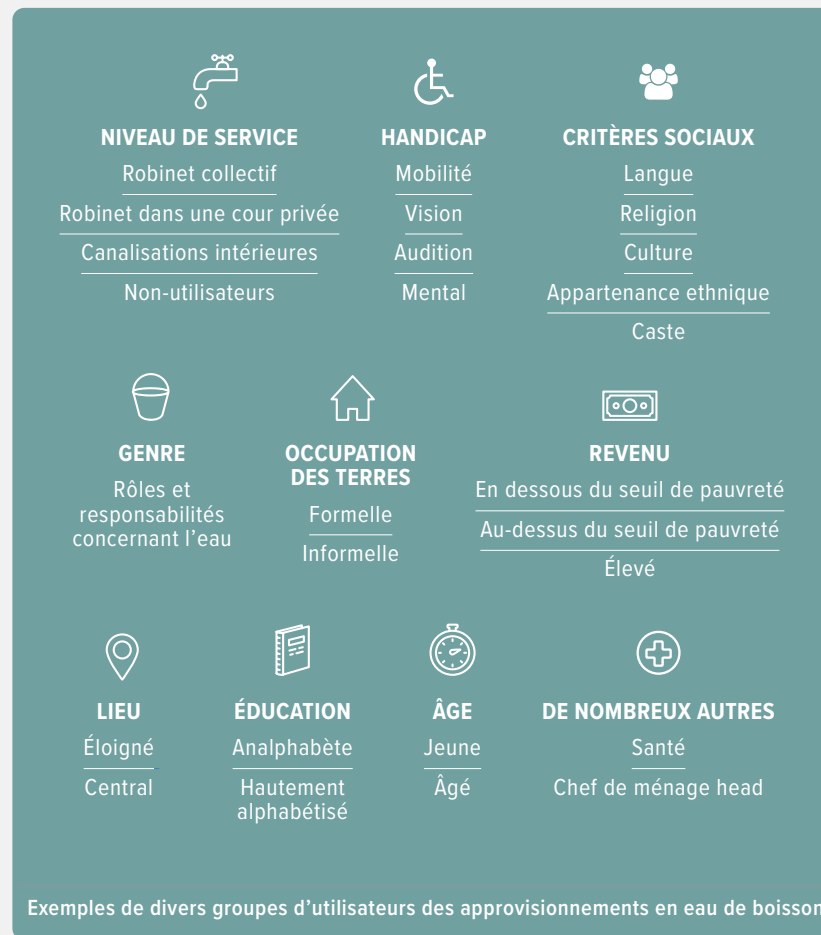 NIVEAU DE SERVICE
Robinet collectif
Robinet dans une cour privée
Canalisations intérieures
Non-utilisateurs
HANDICAP
Mobilité
Vision
Audition
Mental
CRITÈRES SOCIAUX
Langue
Religion
Culture
Appartenance ethnique
Caste
GENRE
Rôles et
responsabilités
concernant l'eau
OCCUPATION
DES TERRES
Formelle
Informelle
REVENU
En dessous du seuil de pauvreté
Au-dessus du seuil de pauvreté
Élevé
LIEU
Éloigné
Central
ÉDUCATION
Analphabète
Hautement
alphabétisé
ÂGE
Jeune
Âgé
DE NOMBREUX AUTRES
Santé
Chef de ménage head
Exemples de divers groupes d'utilisateurs des approvisionnements en eau de boisson